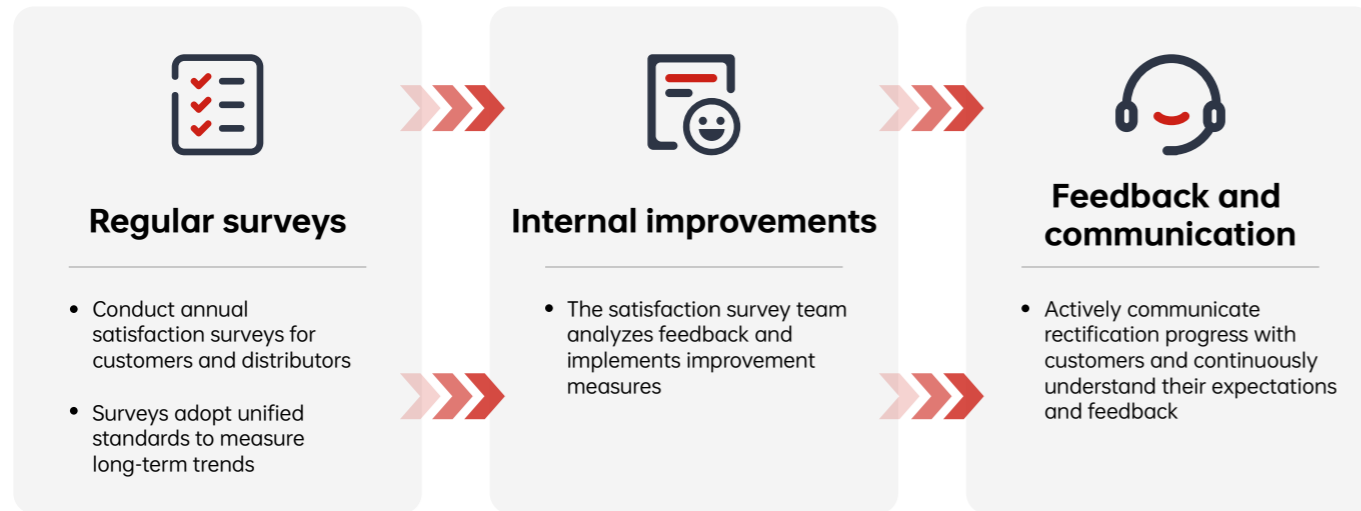 Regular surveys
• Conduct annual
satisfaction surveys for
customers and distributors
• Surveys adopt unified
standards to measure
long-term trends
Internal improvements
• The satisfaction survey team
analyzes feedback and
implements improvement
measures
Feedback and
communication
• Actively communicate
rectification progress with
customers and continuously
understand their expectations
and feedback